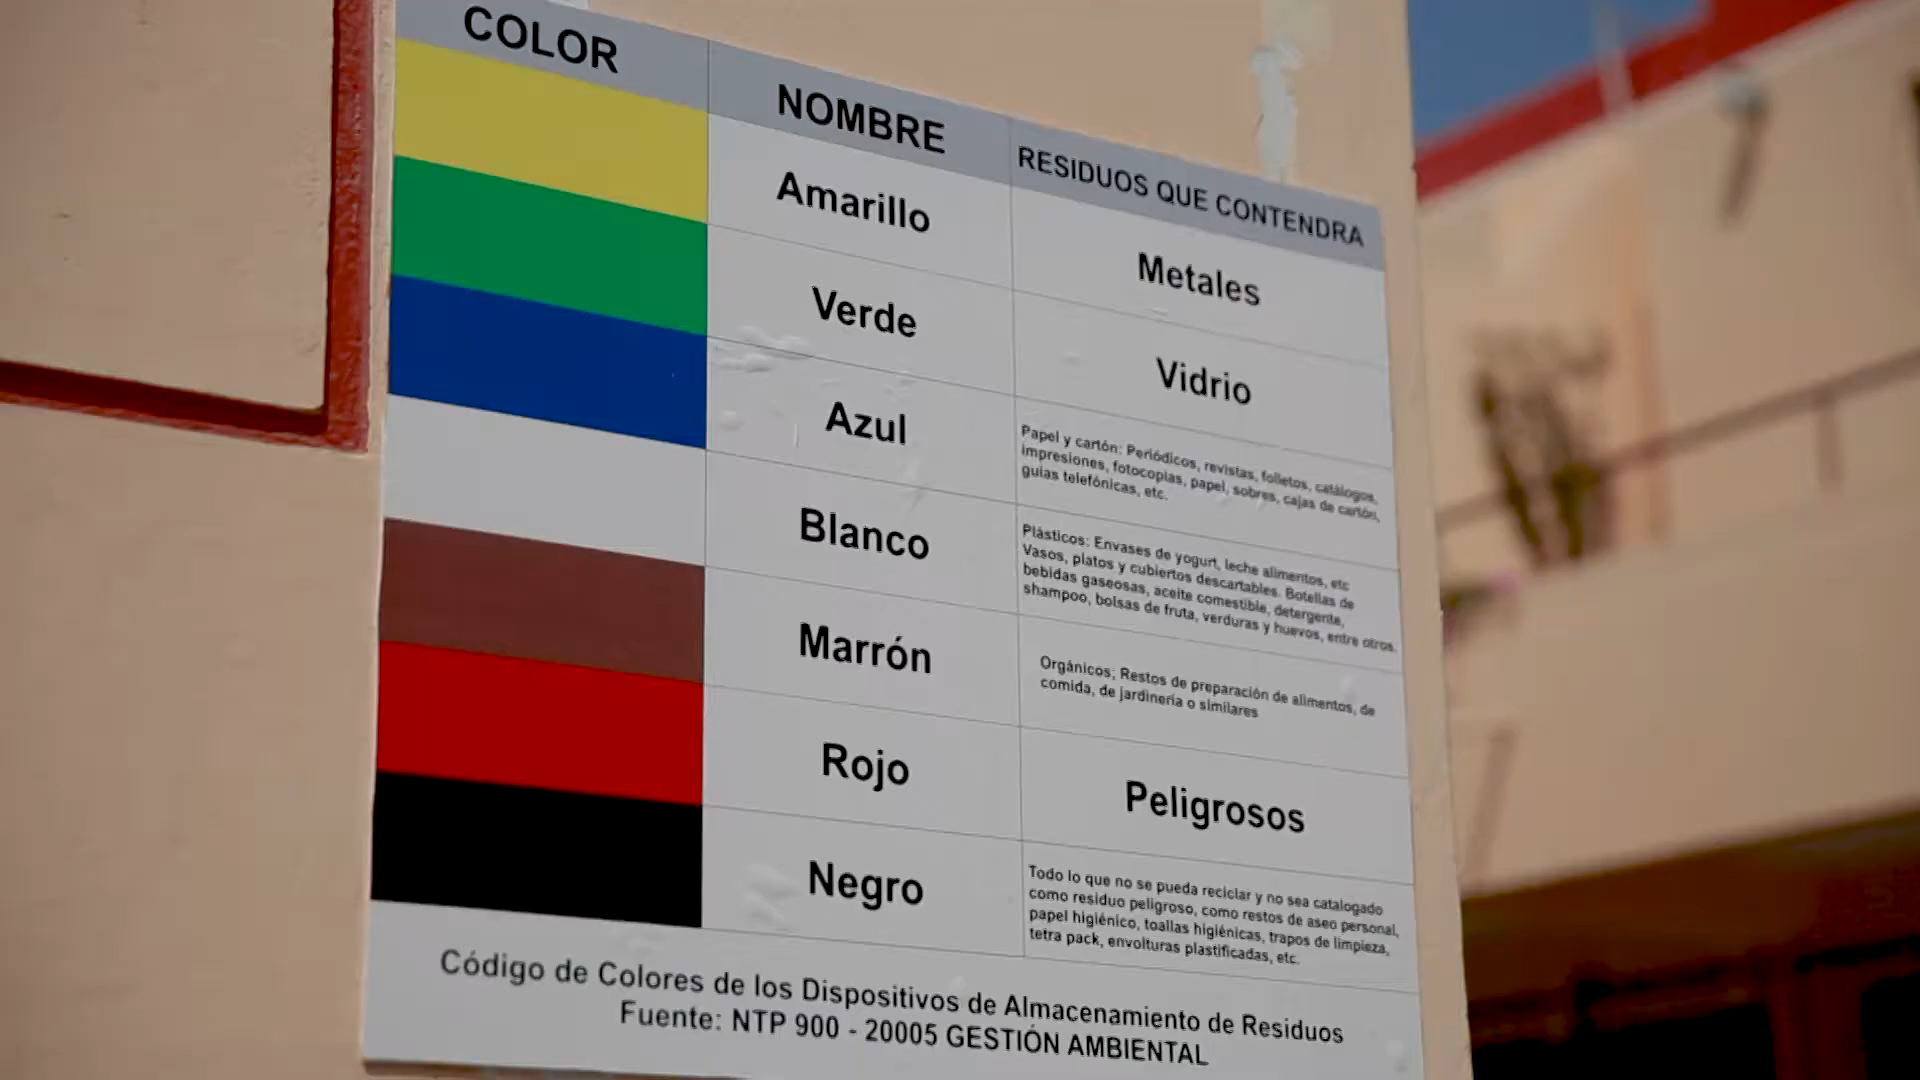 COLOR
NOMBRE
RESIDUOS QUE CONTENDRA
Amarillo
Metales
Verde
Vidrio
Azul
Papel y cartón: Periódicos, revistas, folletos, catálogos,
impresiones, fotocopias, papel, sobres, cajas de cartón,
guias telefónicas, etc.
Blanco
Plásticos: Envases de yogurt, leche alimentos, etc
Vasos, platos y cubiertos descartables. Botellas de
bebidas gaseosas, aceite comestible, detergente,
shampoo, bolsas de fruta, verduras y huevos, entre otros.
Marrón
Orgánicos; Restos de preparación de alimentos, de
comida, de jardineria o similares
Rojo
Peligrosos
Negro
Todo lo que no se pueda reciclar y no sea catalogado
como residuo peligroso, como restos de aseo personal,
papel higiénico, toallas higiénicas, trapos de limpieza,
tetra pack, envolturas plastificadas, etc.
Código de Colores de los Dispositivos de Almacenamiento de Residuos
Fuente: NTP 900 - 20005 GESTIÓN AMBIENTAL